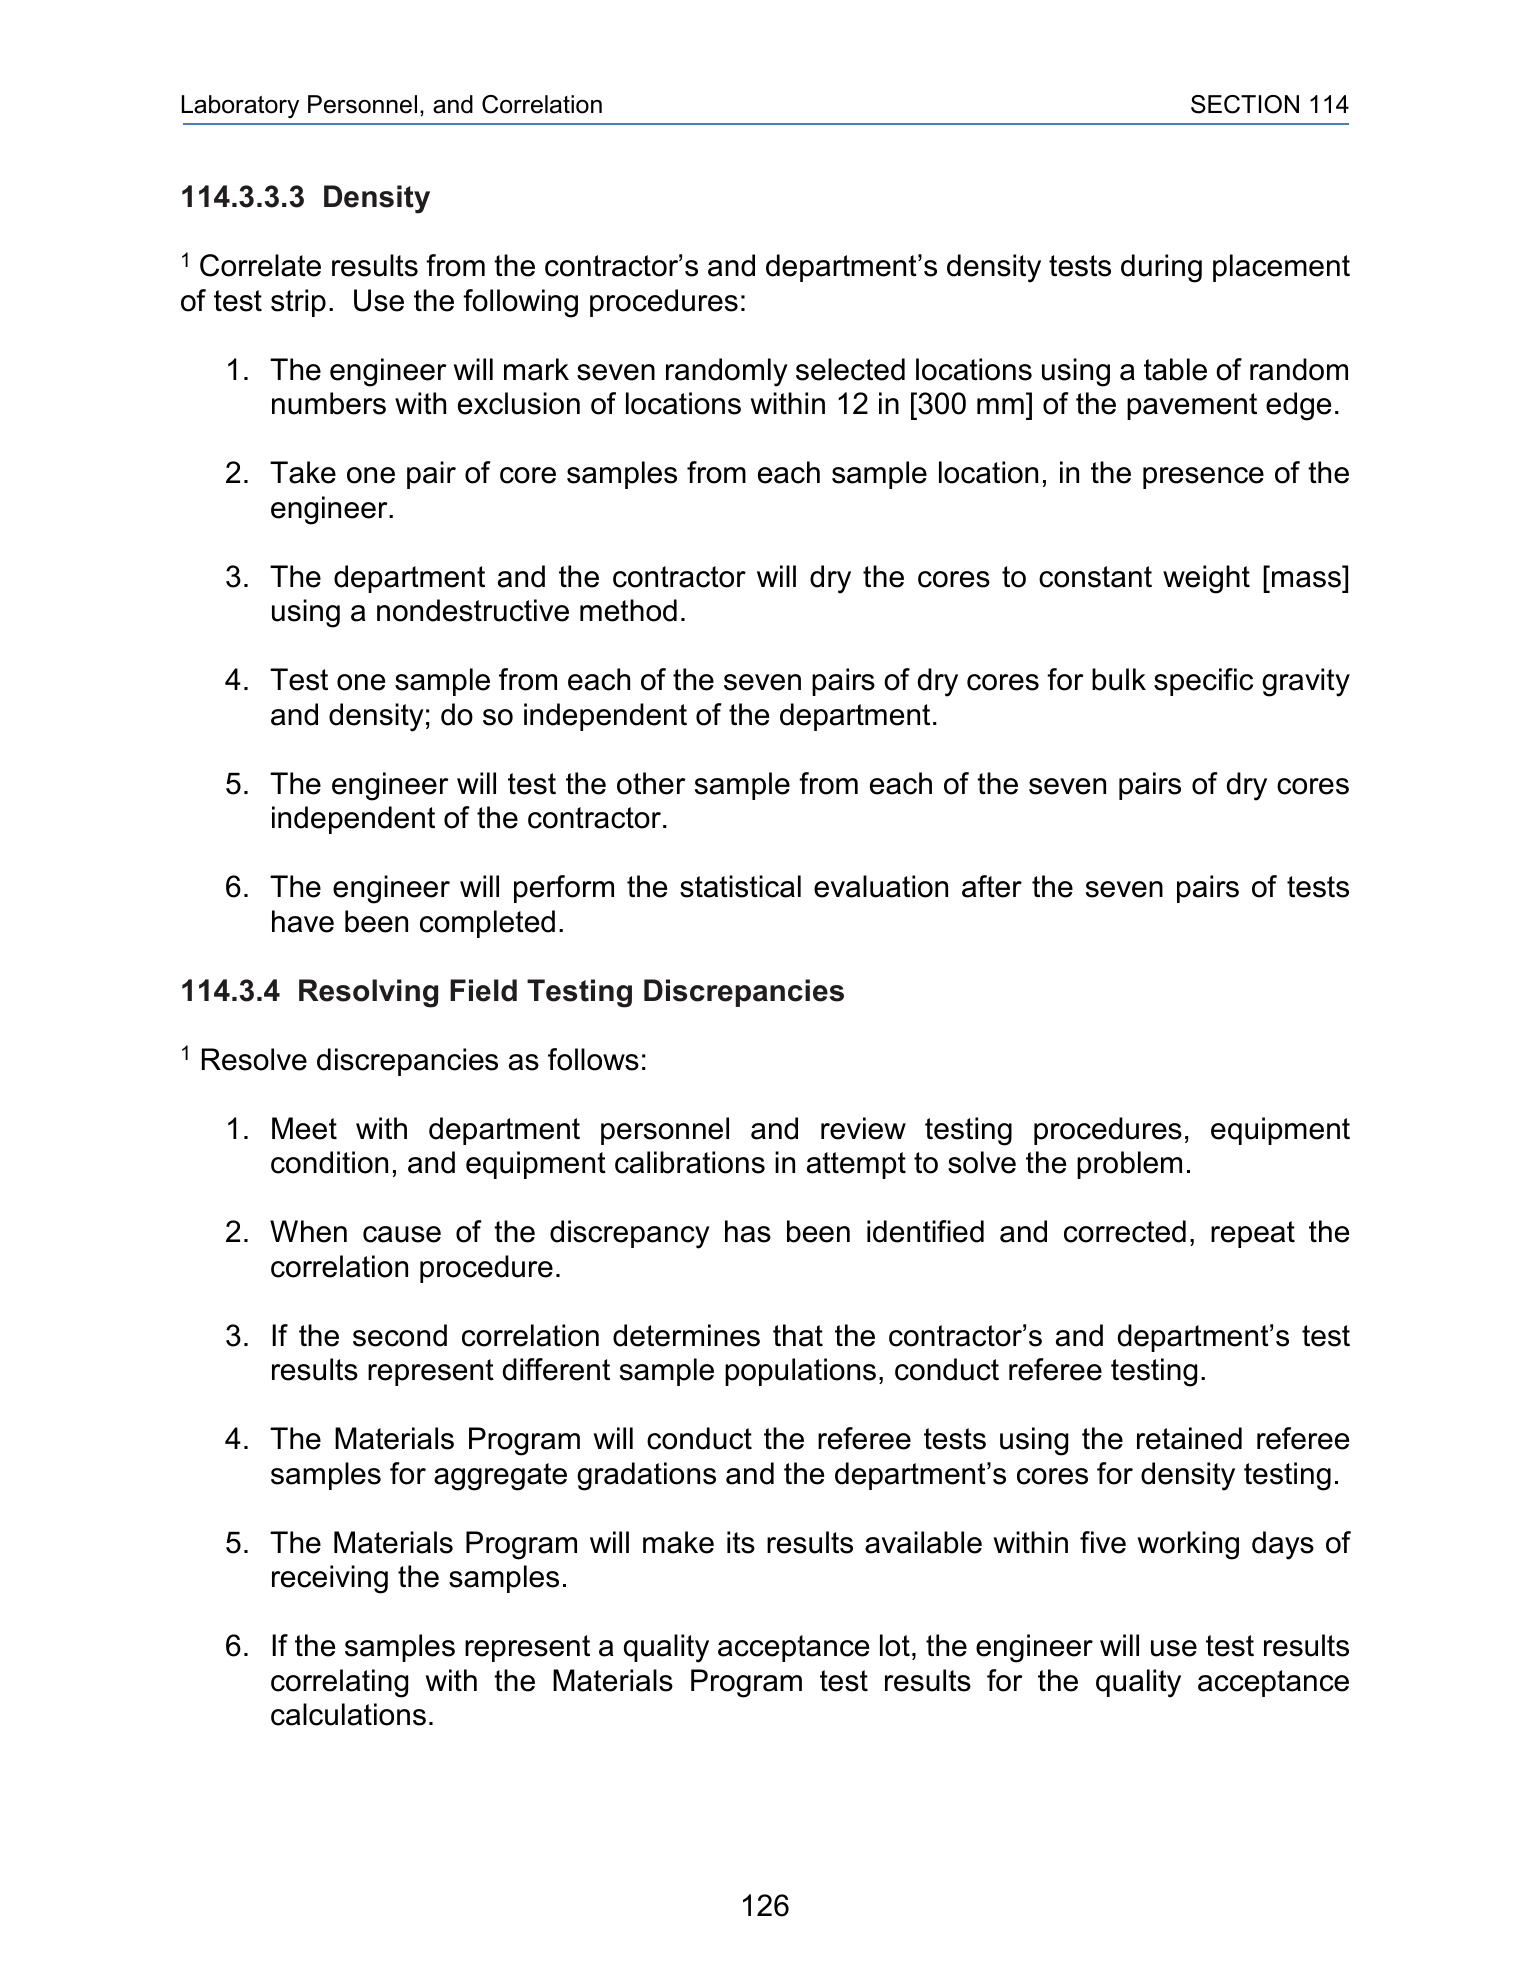 Laboratory Personnel, and Correlation SECTION 114
114.3.3.3 Density
1 Correlate results from the contractor’s and department’s density tests during placement
of test strip. Use the following procedures:
1. The engineer will mark seven randomly selected locations using a table of random
numbers with exclusion of locations within 12 in [300 mm] of the pavement edge.
2. Take one pair of core samples from each sample location, in the presence of the
engineer.
3. The department and the contractor will dry the cores to constant weight [mass]
using a nondestructive method.
4. Test one sample from each of the seven pairs of dry cores for bulk specific gravity
and density; do so independent of the department.
5. The engineer will test the other sample from each of the seven pairs of dry cores
independent of the contractor.
6. The engineer will perform the statistical evaluation after the seven pairs of tests
have been completed.
114.3.4 Resolving Field Testing Discrepancies
1 Resolve discrepancies as follows:
1. Meet with department personnel and review testing procedures, equipment
condition, and equipment calibrations in attempt to solve the problem.
2. When cause of the discrepancy has been identified and corrected, repeat the
correlation procedure.
3. If the second correlation determines that the contractor’s and department’s test
results represent different sample populations, conduct referee testing.
4. The Materials Program will conduct the referee tests using the retained referee
samples for aggregate gradations and the department’s cores for density testing.
5. The Materials Program will make its results available within five working days of
receiving the samples.
6. If the samples represent a quality acceptance lot, the engineer will use test results
correlating with the Materials Program test results for the quality acceptance
calculations.
126